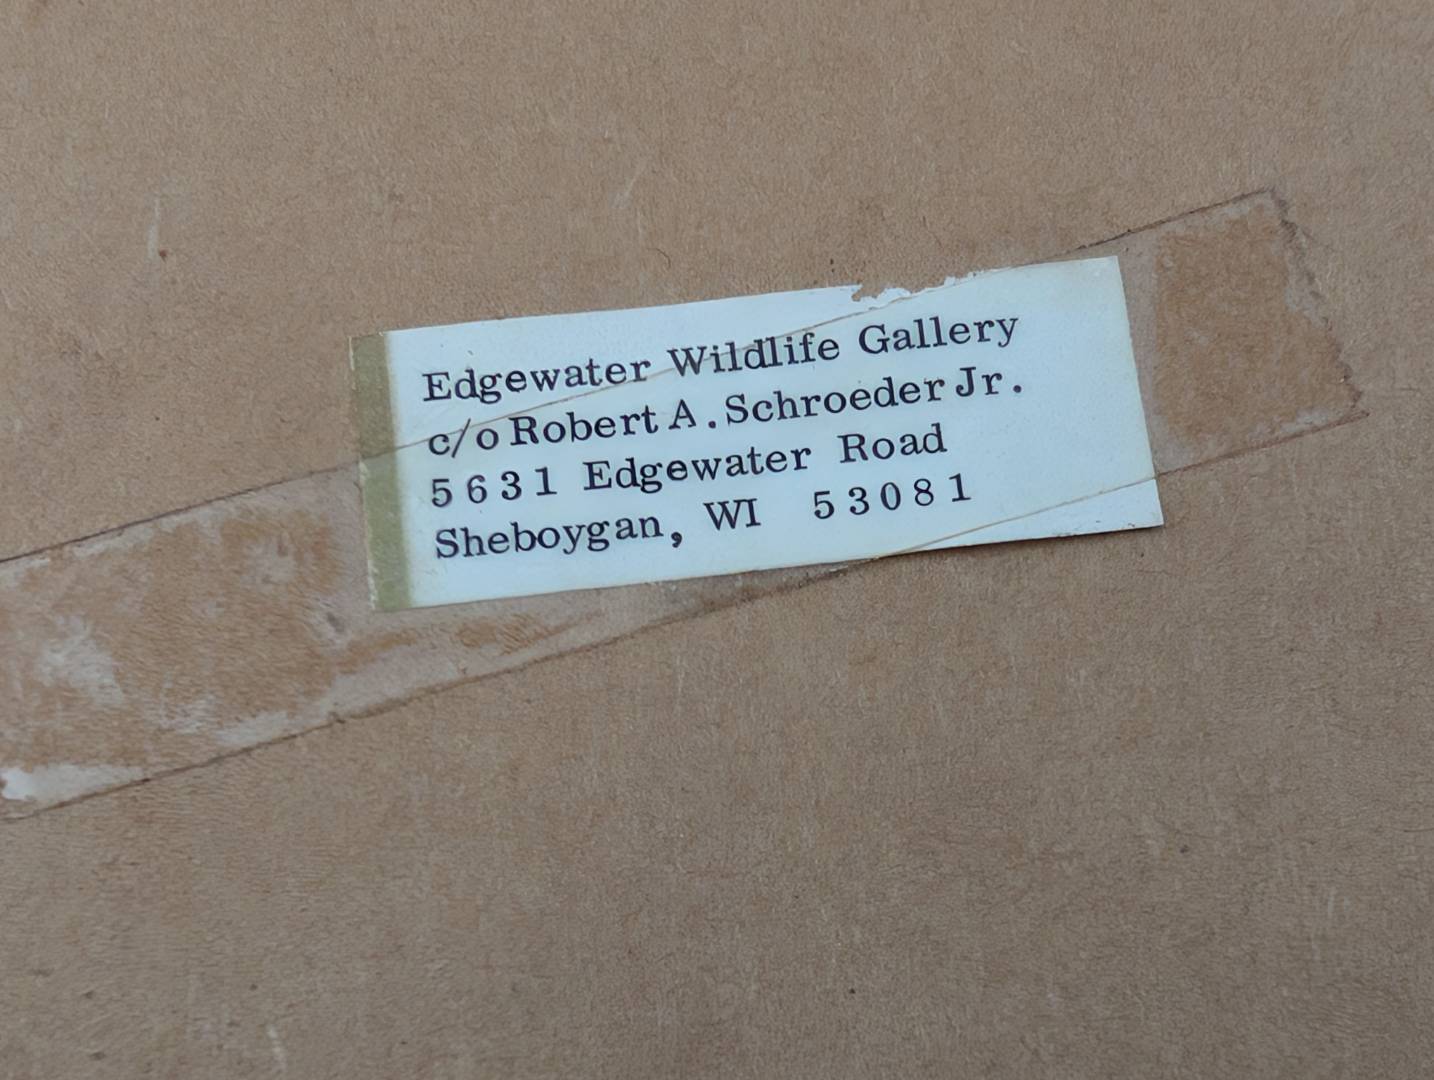 Edgewater Wildlife Gallery
c/o Robert A. Schroeder Jr.
5631 Edgewater Road
Sheboygan, WI 53081